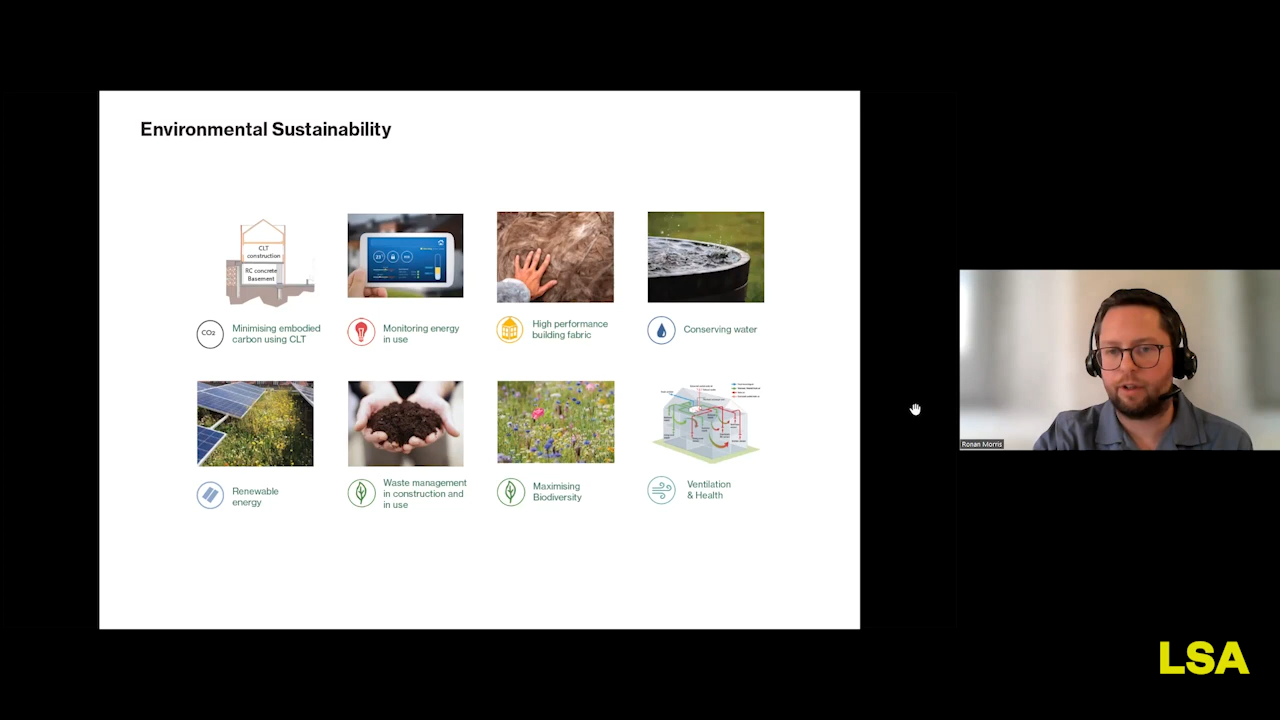 Environmental Sustainability
CLT
construction
RC concrete
Basement
CO2
Minimising embodied
carbon using CLT
Monitoring energy
in use
High performance
building fabric
Conserving water
Renewable
energy
Waste management
in construction and
in use
Maximising
Biodiversity
Ventilation
& Health
Ronan Morris
LSA